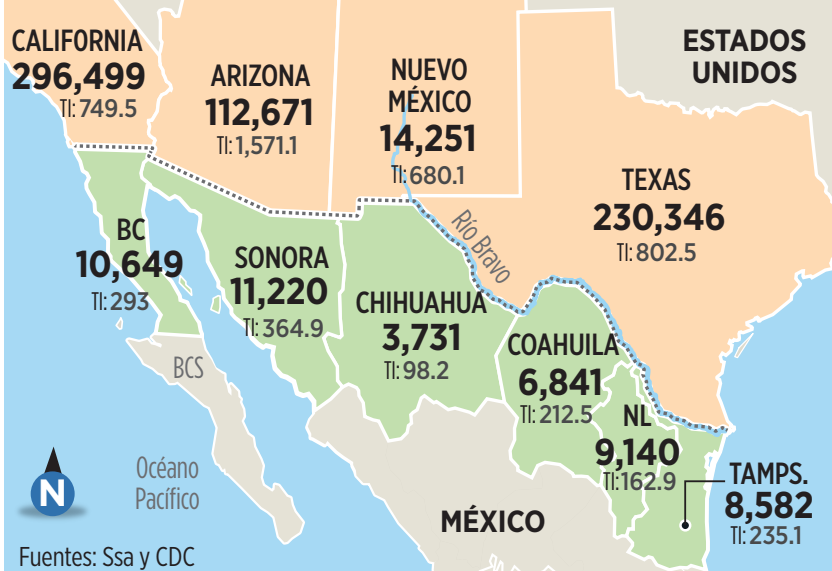 CALIFORNIA
296,499
TI: 749.5
ARIZONA
112,671
TI: 1,571.1
NUEVO
MÉXICO
14,251
TI: 680.1
ESTADOS
UNIDOS
TEXAS
230,346
TI: 802.5
Río Bravo
BC
10,649
TI: 293
SONORA
11,220
TI: 364.9
CHIHUAHUA
3,731
TI: 98.2
COAHUILA
6,841
TI: 212.5
NL
9,140
TI: 162.9
TAMPS.
8,582
TI: 235.1
BCS
Océano
Pacífico
N
MÉXICO
Fuentes: Ssa y CDC